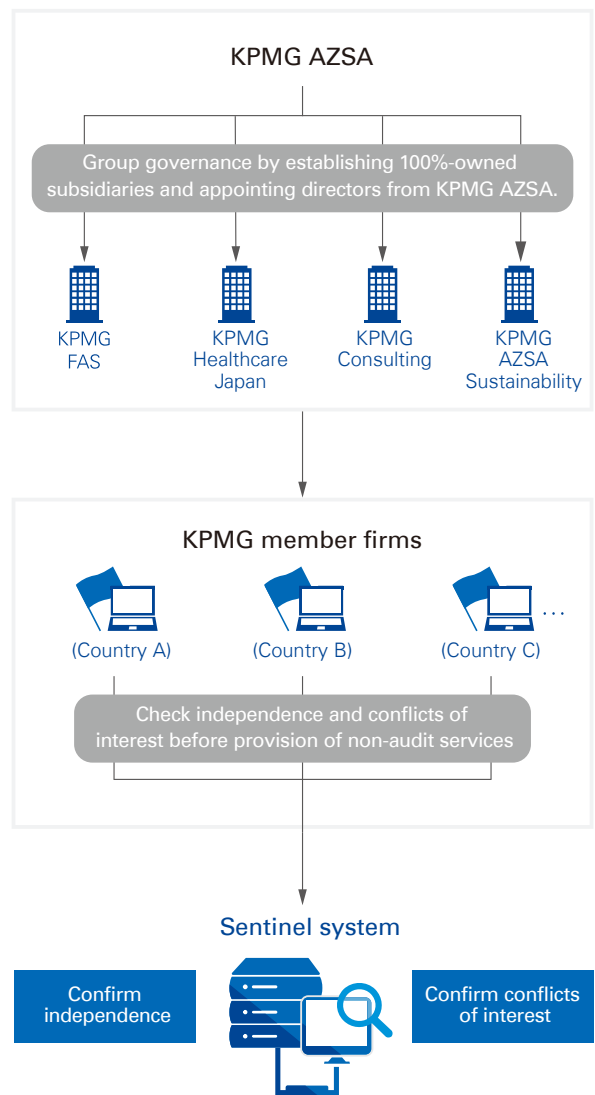 KPMG AZSA
Group governance by establishing 100%-owned
subsidiaries and appointing directors from KPMG AZSA.
KPMG
FAS
KPMG
Healthcare
Japan
KPMG
Consulting
KPMG
AZSA
Sustainability
KPMG member firms
(Country A)
(Country B)
(Country C)
...
Check independence and conflicts of
interest before provision of non-audit services
Sentinel system
Confirm
independence
Confirm conflicts
of interest